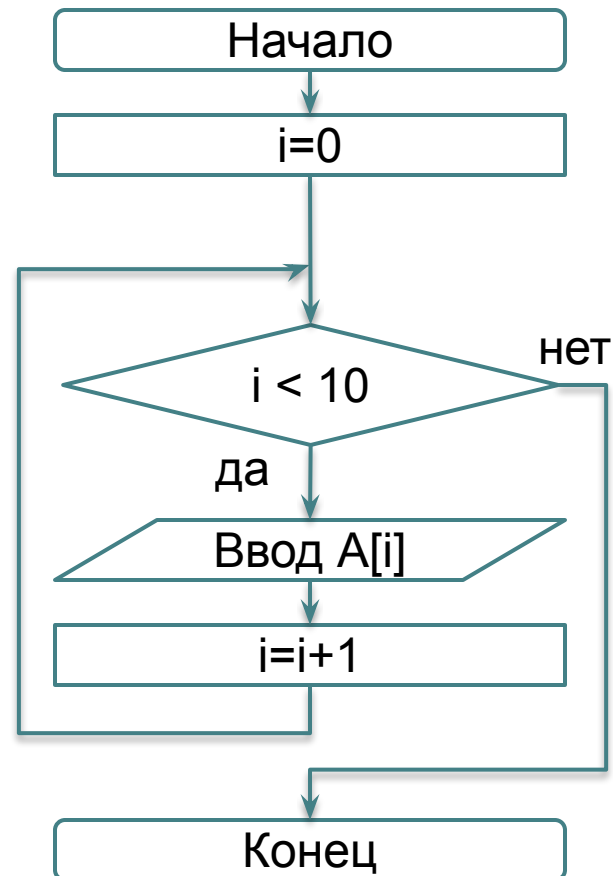 Начало
i=0
i < 10
нет
да
Ввод A[i]
i=i+1
Конец